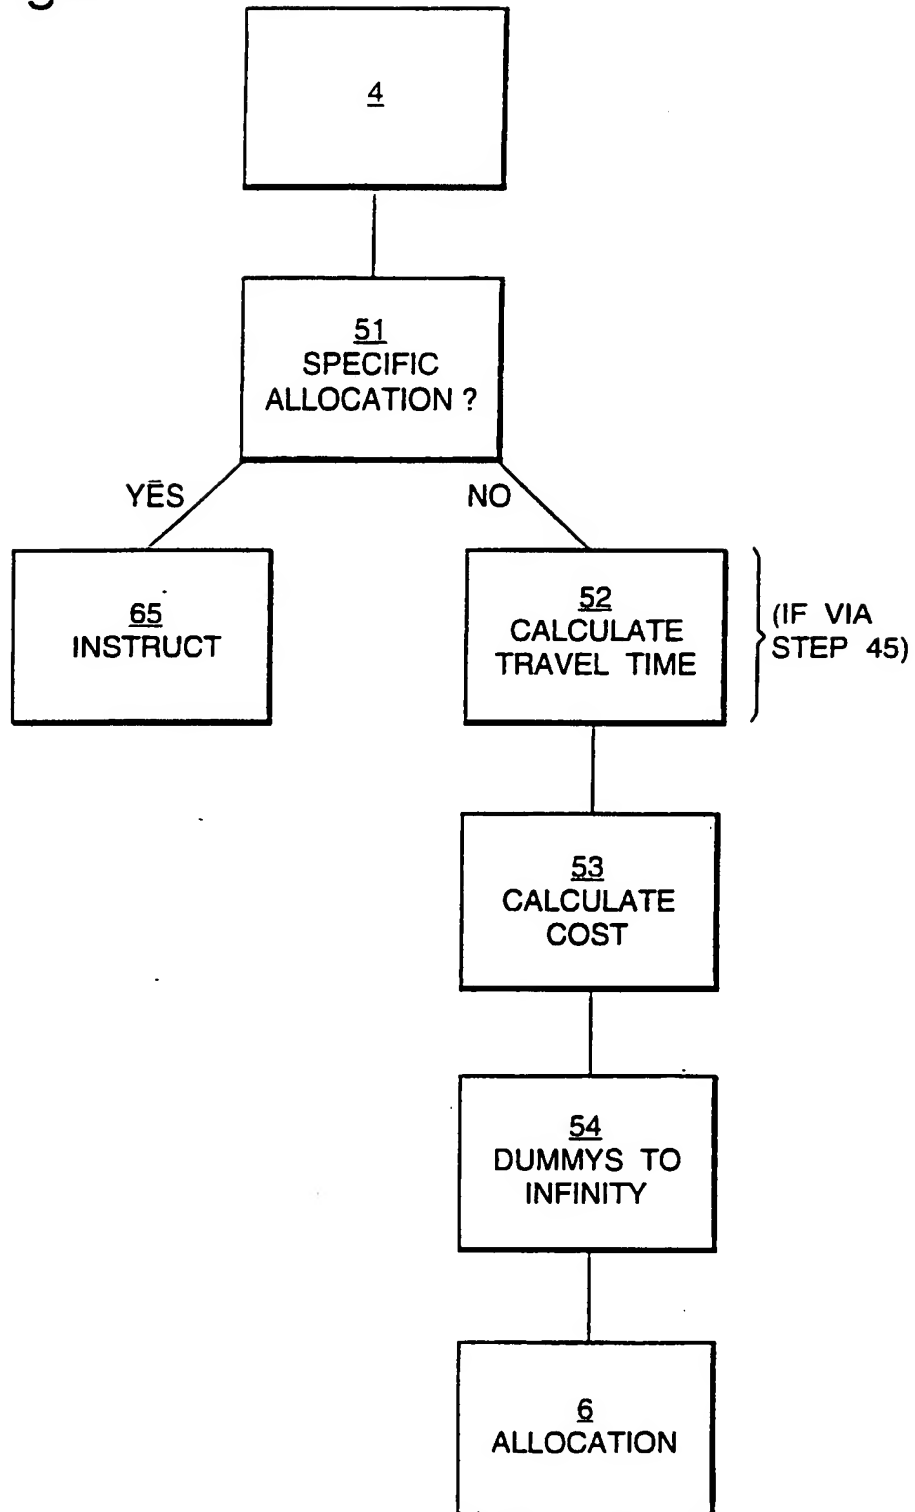 4
51
SPECIFIC
ALLOCATION ?
YES
NO
65
INSTRUCT
52
CALCULATE
TRAVEL TIME
(IF VIA
STEP 45)
53
CALCULATE
COST
54
DUMMYS TO
INFINITY
6
ALLOCATION